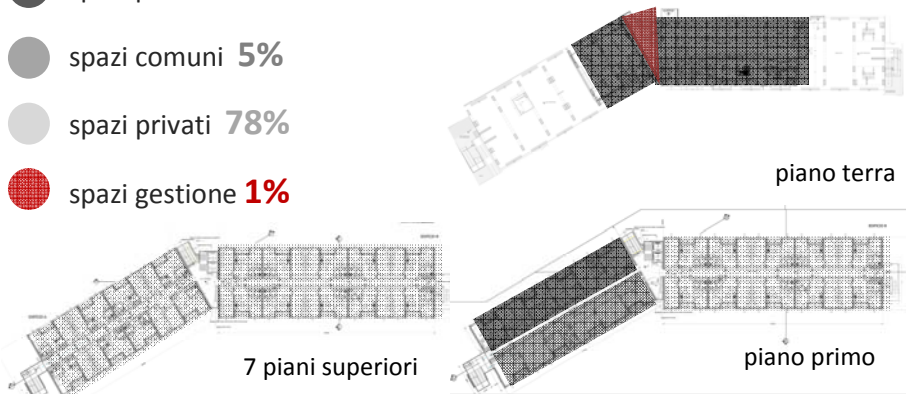 spazi comuni 5%
spazi privati 78%
spazi gestione 1%
piano terra
7 piani superiori
piano primo